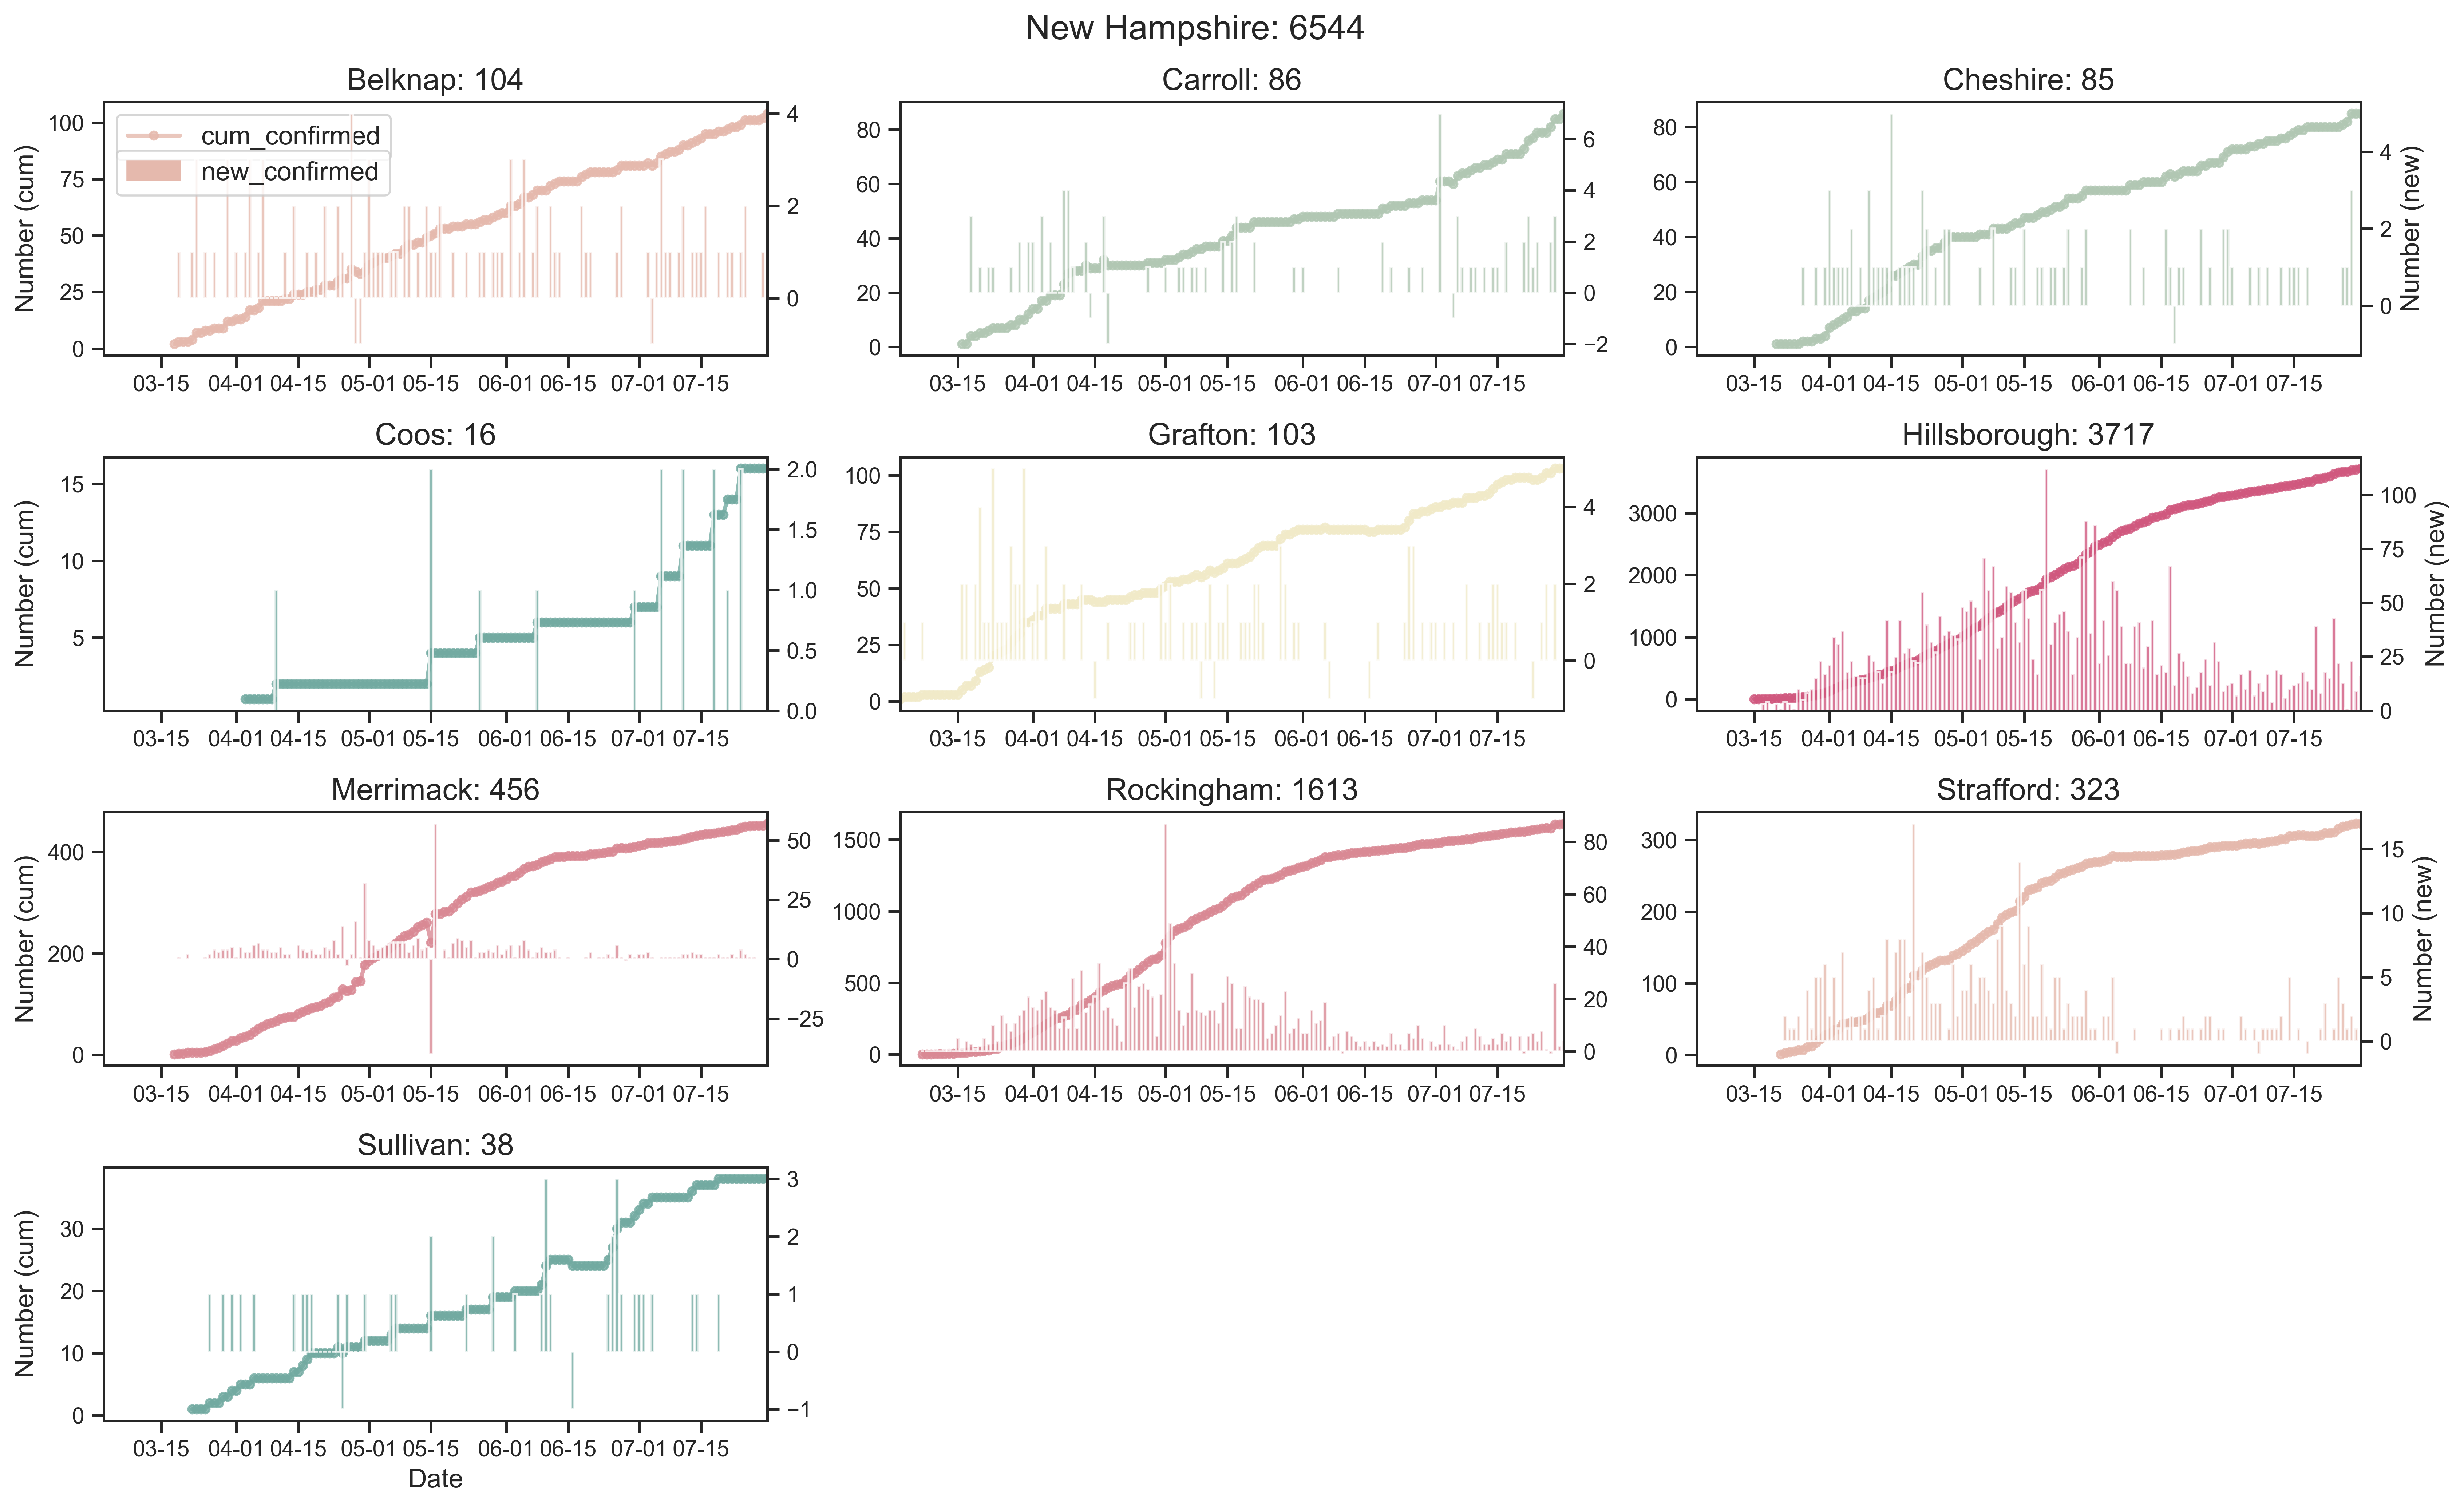 New Hampshire: 6544
Belknap: 104
Number (cum)
100
75
50
25
0
cum_confirmed
new_confirmed
4
2
0
03-15 04-01 04-15 05-01 05-15 06-01 06-15 07-01 07-15
Carroll: 86
80
60
40
20
0
6
4
2
0
−2
03-15 04-01 04-15 05-01 05-15 06-01 06-15 07-01 07-15
Cheshire: 85
80
60
40
20
0
4
2
0
Number (new)
03-15 04-01 04-15 05-01 05-15 06-01 06-15 07-01 07-15
Coos: 16
Number (cum)
15
10
5
2.0
1.5
1.0
0.5
0.0
03-15 04-01 04-15 05-01 05-15 06-01 06-15 07-01 07-15
Grafton: 103
100
75
50
25
0
4
2
0
03-15 04-01 04-15 05-01 05-15 06-01 06-15 07-01 07-15
Hillsborough: 3717
3000
2000
1000
0
100
75
50
25
0
Number (new)
03-15 04-01 04-15 05-01 05-15 06-01 06-15 07-01 07-15
Merrimack: 456
Number (cum)
400
200
0
50
25
0
−25
03-15 04-01 04-15 05-01 05-15 06-01 06-15 07-01 07-15
Rockingham: 1613
1500
1000
500
0
80
60
40
20
0
03-15 04-01 04-15 05-01 05-15 06-01 06-15 07-01 07-15
Strafford: 323
300
200
100
0
15
10
5
0
Number (new)
03-15 04-01 04-15 05-01 05-15 06-01 06-15 07-01 07-15
Sullivan: 38
Number (cum)
30
20
10
0
3
2
1
0
−1
03-15 04-01 04-15 05-01 05-15 06-01 06-15 07-01 07-15
Date